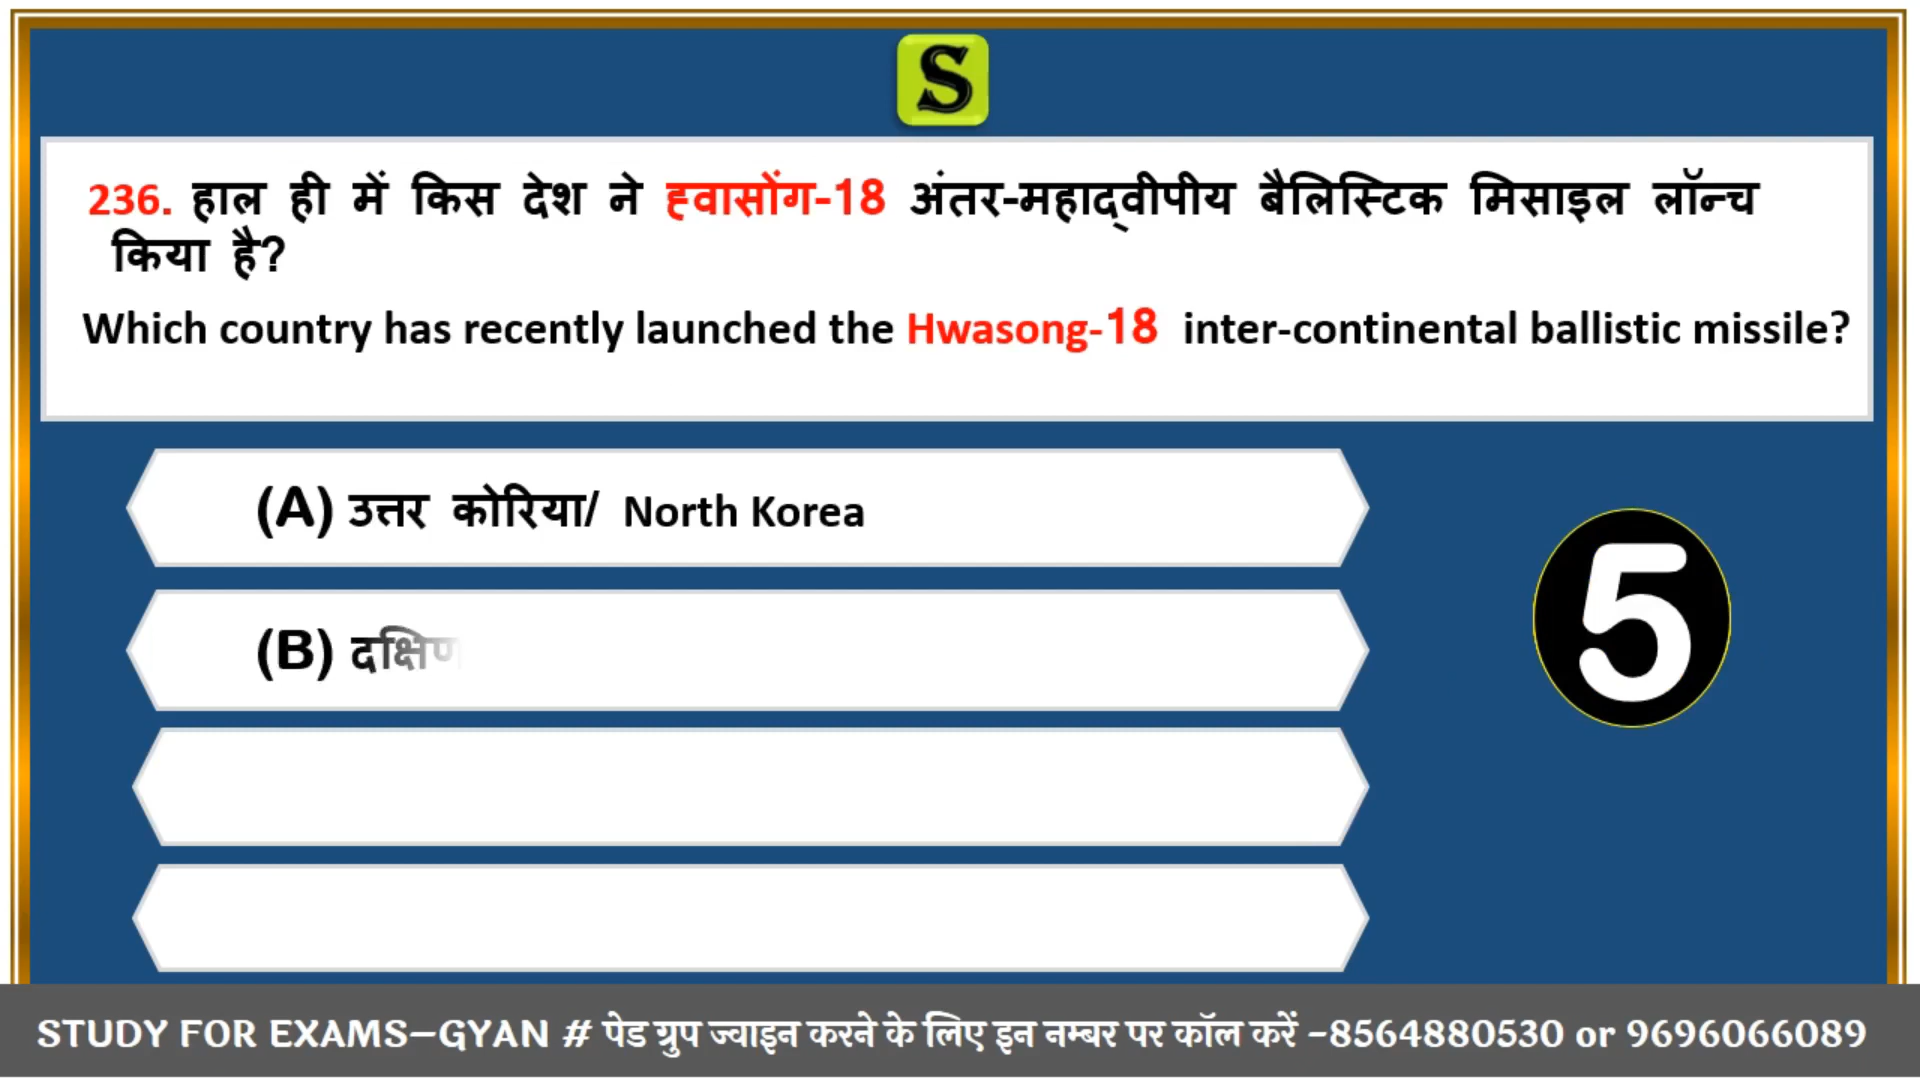 S
236. हाल ही में किस देश ने ह्वासोंग-18 अंतर-महाद्वीपीय बैलिस्टिक मिसाइल लॉन्च
किया है?
Which country has recently launched the Hwasong-18 inter-continental ballistic missile?
(A) उत्तर कोरिया/ North Korea
(B) दक्षिण
5
STUDY FOR EXAMS–GYAN # पेड ग्रुप ज्वाइन करने के लिए इन नम्बर पर कॉल करें –8564880530 or 9696066089